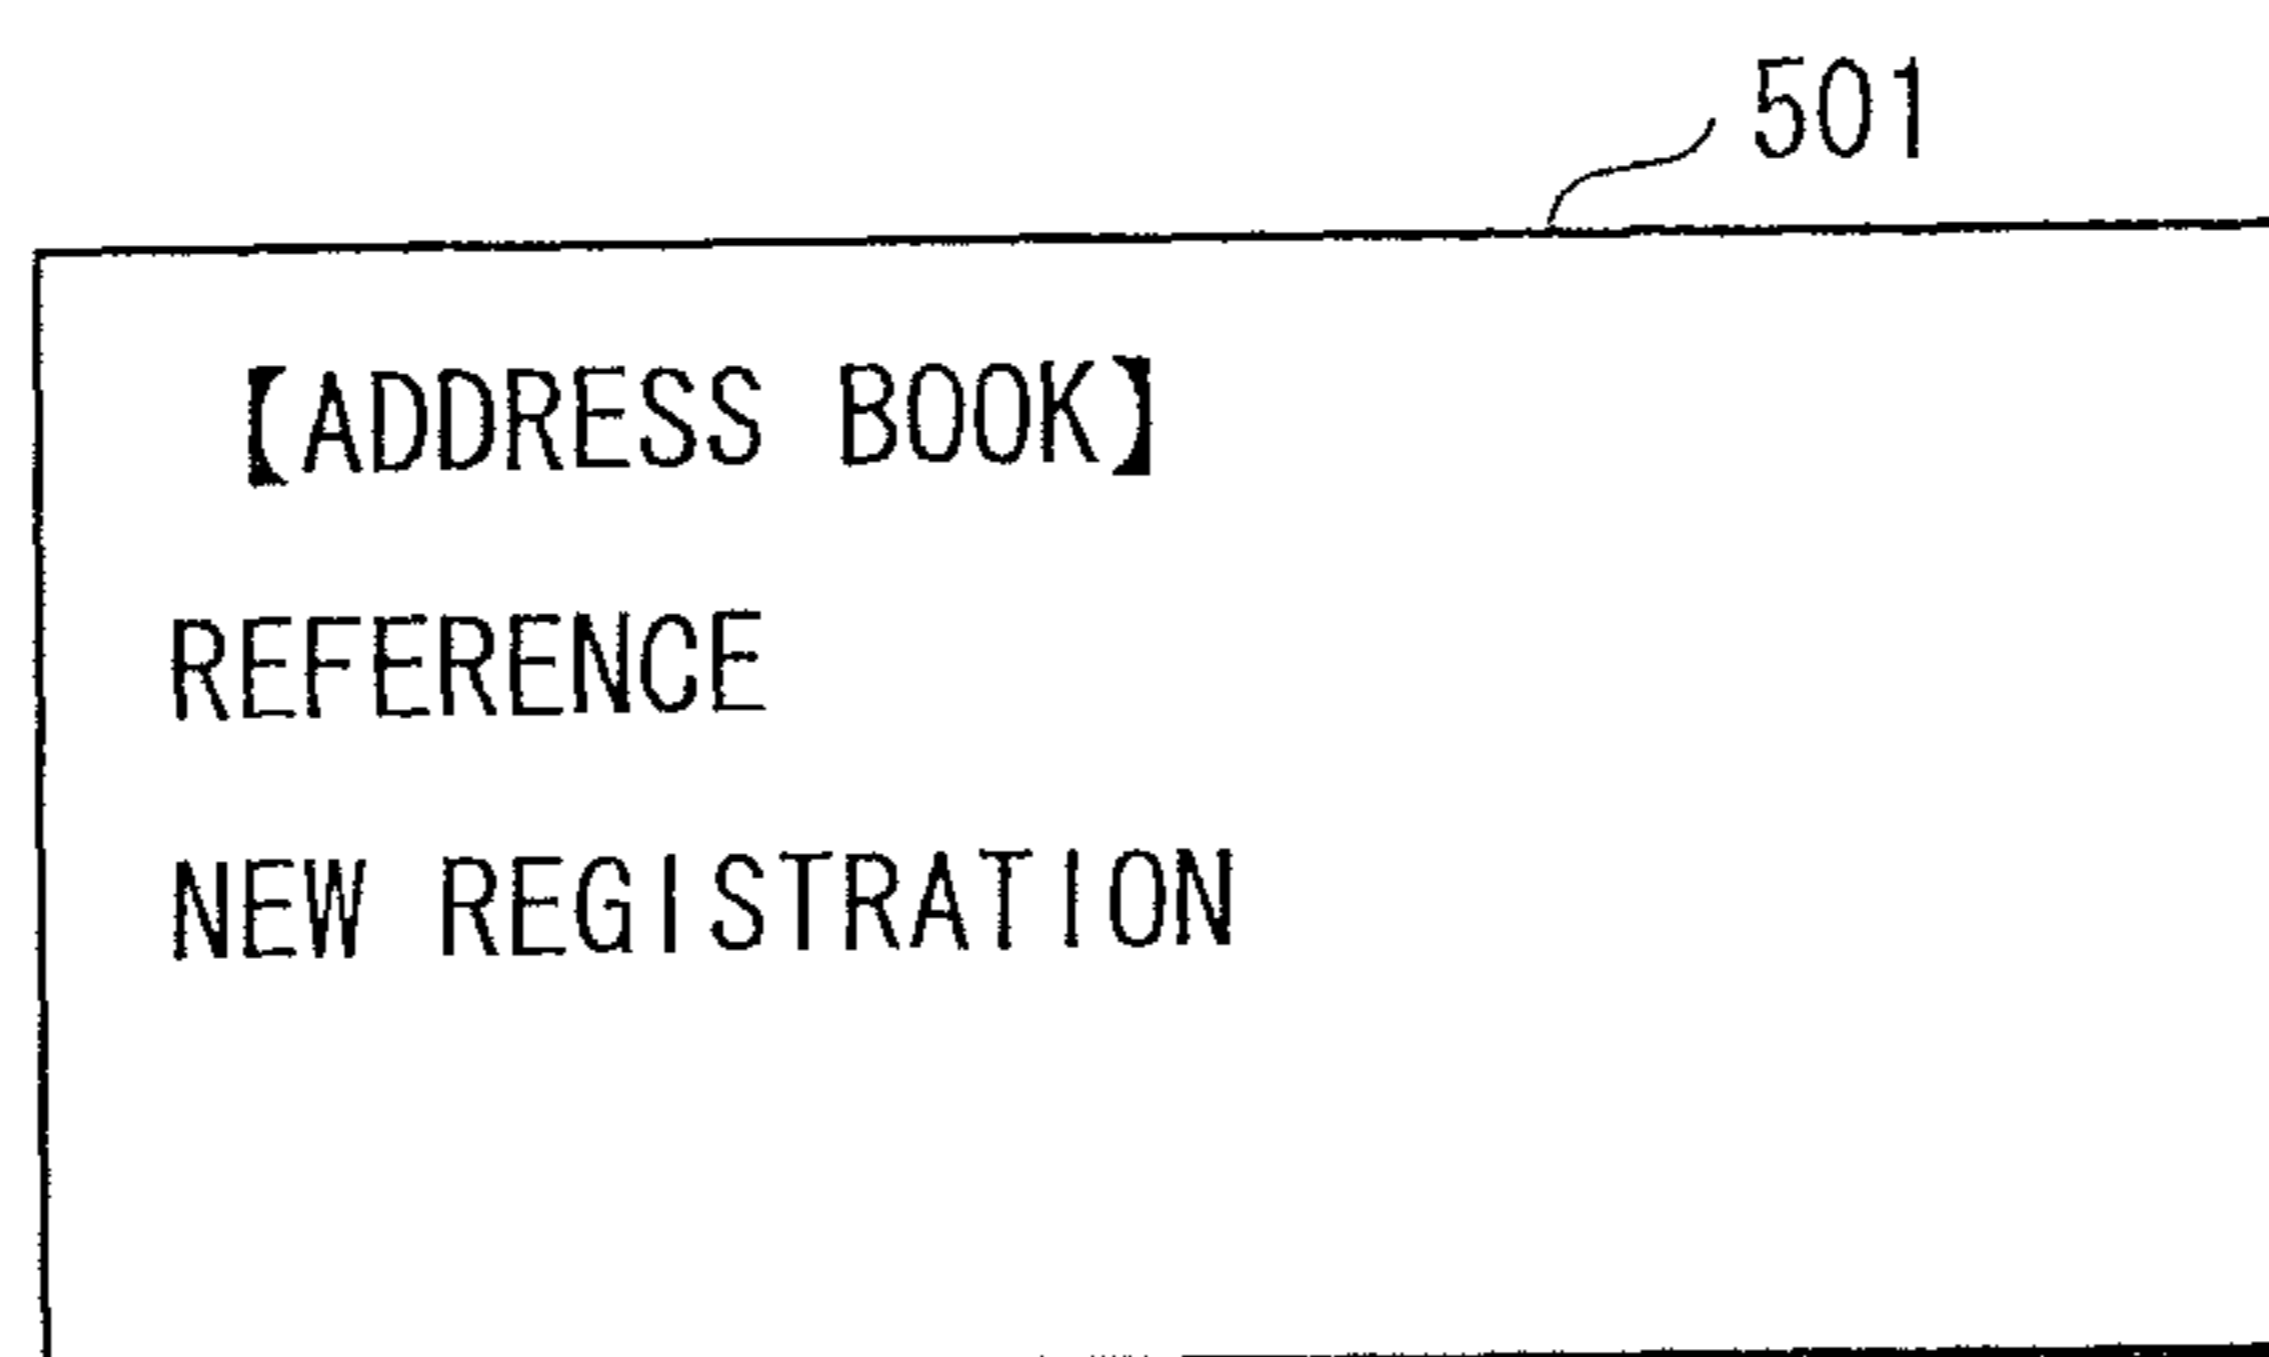 501
【ADDRESS BOOK】
REFERENCE
NEW REGISTRATION